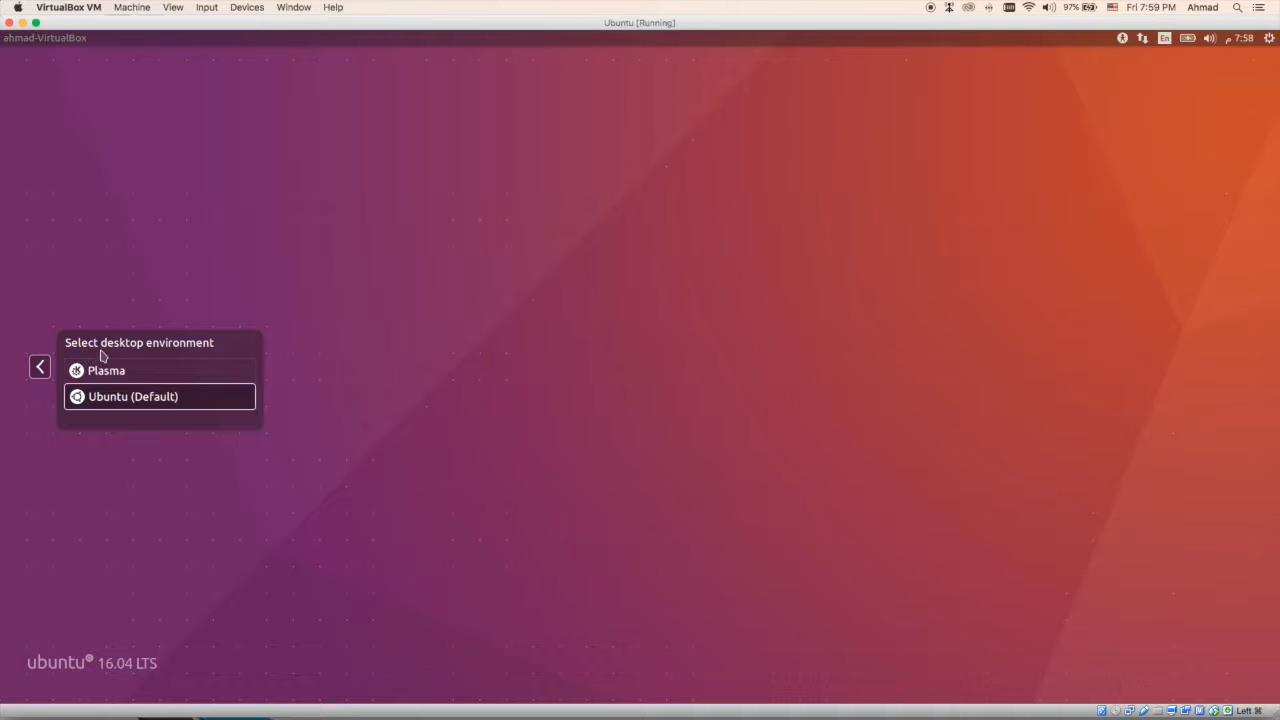 VirtualBox VM Machine View Input Devices Window Help 97% Fri 7:59 PM Ahmad
Ubuntu [Running]
ahmad-VirtualBox En م 7:58
Select desktop environment
Plasma
Ubuntu (Default)
ubuntu 16.04 LTS
Left ⌘